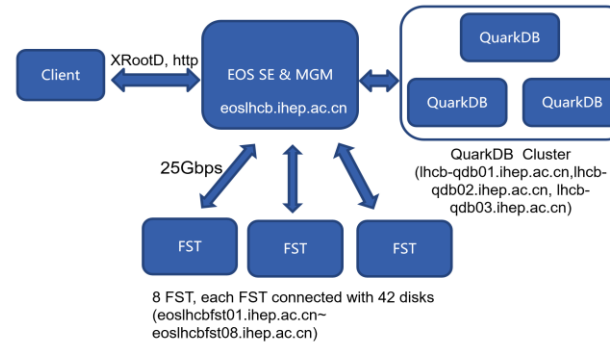 XRootD, http
Client
EOS SE & MGM
eoslhcb.ihep.ac.cn
QuarkDB
QuarkDB
QuarkDB
QuarkDB Cluster
(lhcb-qdb01.ihep.ac.cn,lhcb-
qdb02.ihep.ac.cn, lhcb-
qdb03.ihep.ac.cn)
25Gbps
FST
FST
FST
8 FST, each FST connected with 42 disks
(eoslhcbfst01.ihep.ac.cn~
eoslhcbfst08.ihep.ac.cn)